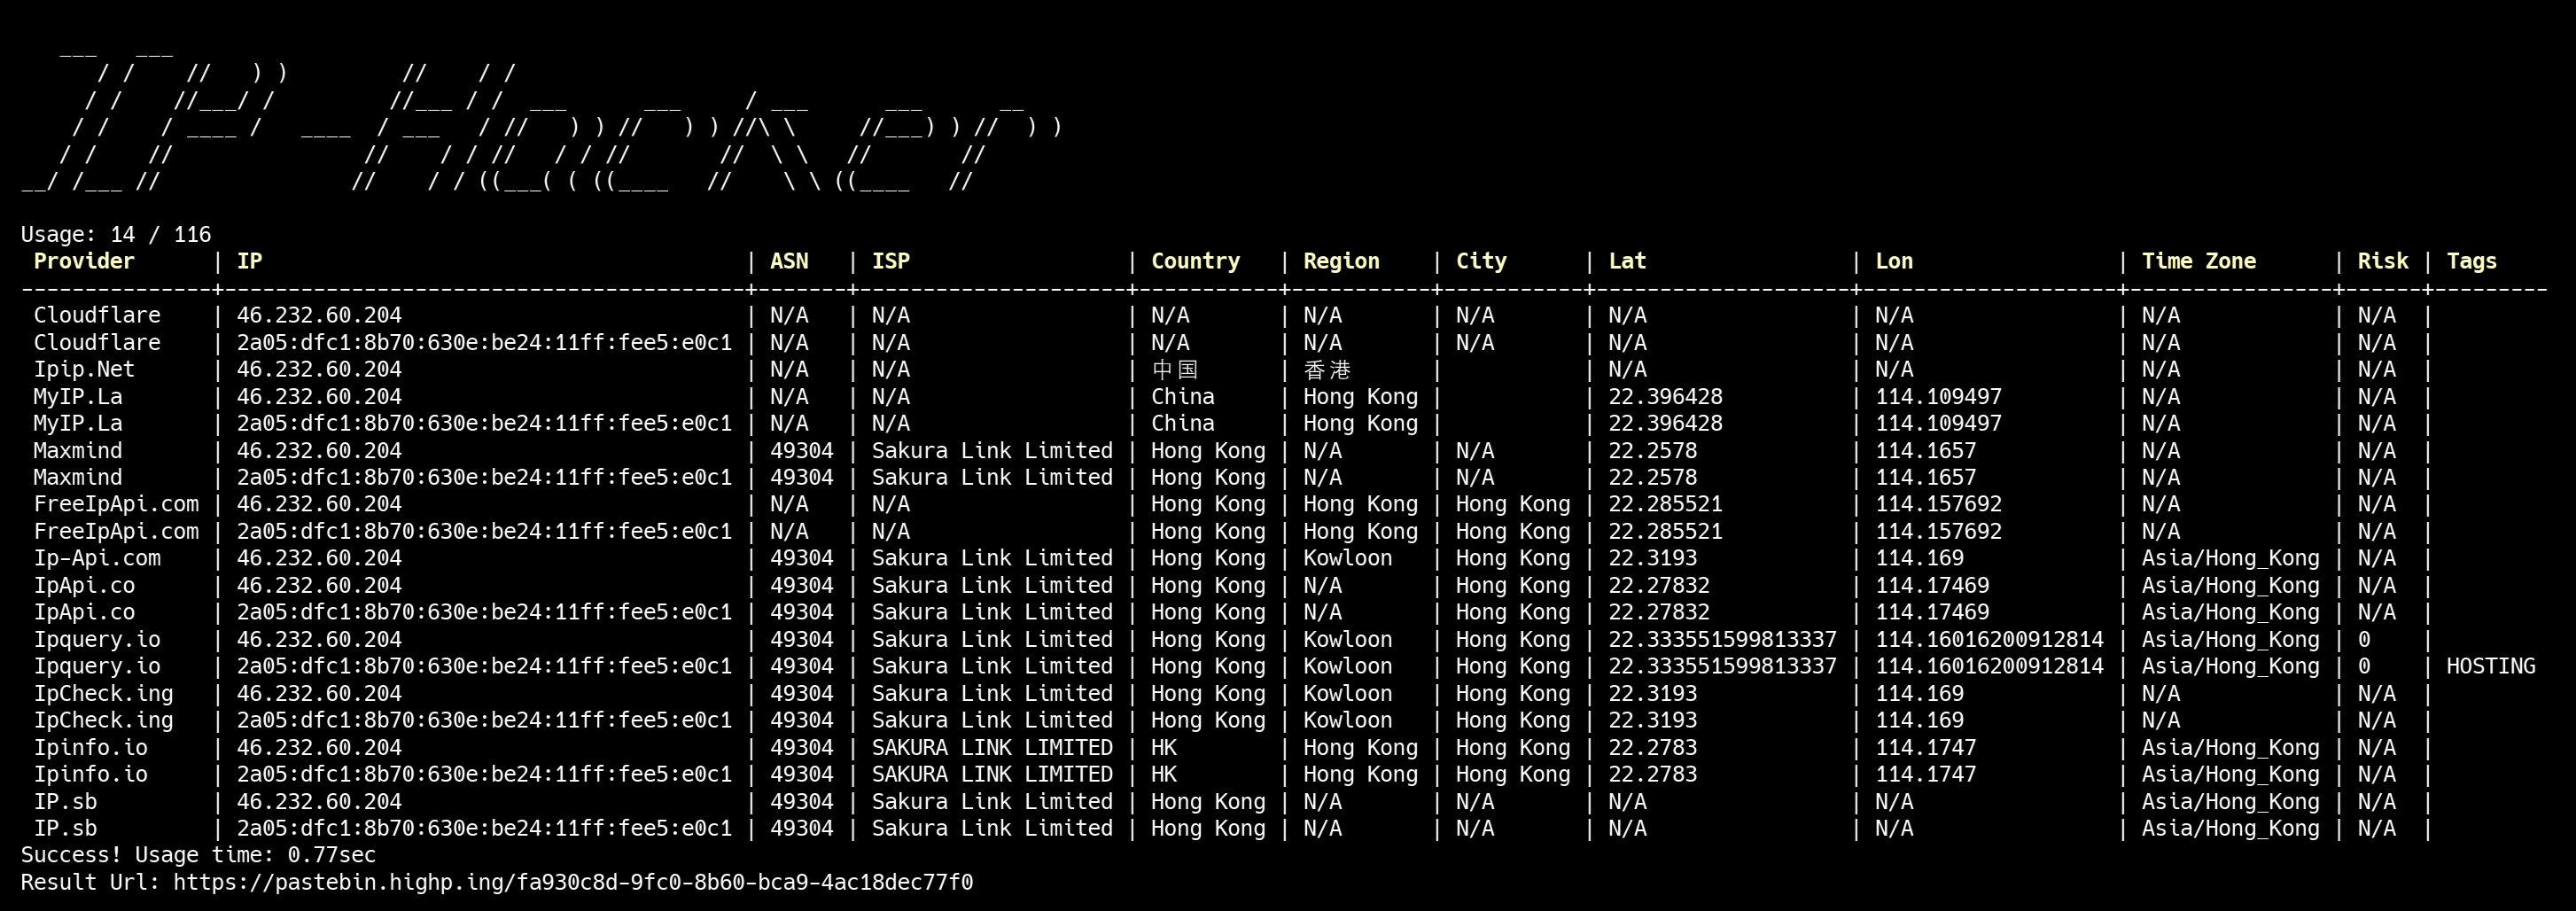 ___   ___
      / /    //   ) )         //    / /
     / /    //___/ /         //___ / /  ___      ___     / ___      ___      __
    / /    / ____ /   ____  / ___   / //   ) ) //   ) ) //\ \     //___) ) //  ) )
   / /    //               //    / / //   / / //       //  \ \   //       //
__/ /___ //               //    / / ((___( ( ((____   //    \ \ ((____   //
Usage: 14 / 116
Provider | IP | ASN | ISP | Country | Region | City | Lat | Lon | Time Zone | Risk | Tags
---------------+-----------------------------------------+-------+---------------------+-----------+-----------+-----------+--------------------+--------------------+----------------+------+---------
Cloudflare | 46.232.60.204 | N/A | N/A | N/A | N/A | N/A | N/A | N/A | N/A | N/A |
Cloudflare | 2a05:dfc1:8b70:630e:be24:11ff:fee5:e0c1 | N/A | N/A | N/A | N/A | N/A | N/A | N/A | N/A | N/A |
Ipip.Net | 46.232.60.204 | N/A | N/A | 中国 | 香港 | | N/A | N/A | N/A | N/A |
MyIP.La | 46.232.60.204 | N/A | N/A | China | Hong Kong | | 22.396428 | 114.109497 | N/A | N/A |
MyIP.La | 2a05:dfc1:8b70:630e:be24:11ff:fee5:e0c1 | N/A | N/A | China | Hong Kong | | 22.396428 | 114.109497 | N/A | N/A |
Maxmind | 46.232.60.204 | 49304 | Sakura Link Limited | Hong Kong | N/A | N/A | 22.2578 | 114.1657 | N/A | N/A |
Maxmind | 2a05:dfc1:8b70:630e:be24:11ff:fee5:e0c1 | 49304 | Sakura Link Limited | Hong Kong | N/A | N/A | 22.2578 | 114.1657 | N/A | N/A |
FreeIpApi.com | 46.232.60.204 | N/A | N/A | Hong Kong | Hong Kong | Hong Kong | 22.285521 | 114.157692 | N/A | N/A |
FreeIpApi.com | 2a05:dfc1:8b70:630e:be24:11ff:fee5:e0c1 | N/A | N/A | Hong Kong | Hong Kong | Hong Kong | 22.285521 | 114.157692 | N/A | N/A |
Ip-Api.com | 46.232.60.204 | 49304 | Sakura Link Limited | Hong Kong | Kowloon | Hong Kong | 22.3193 | 114.169 | Asia/Hong_Kong | N/A |
IpApi.co | 46.232.60.204 | 49304 | Sakura Link Limited | Hong Kong | N/A | Hong Kong | 22.27832 | 114.17469 | Asia/Hong_Kong | N/A |
IpApi.co | 2a05:dfc1:8b70:630e:be24:11ff:fee5:e0c1 | 49304 | Sakura Link Limited | Hong Kong | N/A | Hong Kong | 22.27832 | 114.17469 | Asia/Hong_Kong | N/A |
Ipquery.io | 46.232.60.204 | 49304 | Sakura Link Limited | Hong Kong | Kowloon | Hong Kong | 22.333551599813337 | 114.16016200912814 | Asia/Hong_Kong | 0 |
Ipquery.io | 2a05:dfc1:8b70:630e:be24:11ff:fee5:e0c1 | 49304 | Sakura Link Limited | Hong Kong | Kowloon | Hong Kong | 22.333551599813337 | 114.16016200912814 | Asia/Hong_Kong | 0 | HOSTING
IpCheck.ing | 46.232.60.204 | 49304 | Sakura Link Limited | Hong Kong | Kowloon | Hong Kong | 22.3193 | 114.169 | N/A | N/A |
IpCheck.ing | 2a05:dfc1:8b70:630e:be24:11ff:fee5:e0c1 | 49304 | Sakura Link Limited | Hong Kong | Kowloon | Hong Kong | 22.3193 | 114.169 | N/A | N/A |
Ipinfo.io | 46.232.60.204 | 49304 | SAKURA LINK LIMITED | HK | Hong Kong | Hong Kong | 22.2783 | 114.1747 | Asia/Hong_Kong | N/A |
Ipinfo.io | 2a05:dfc1:8b70:630e:be24:11ff:fee5:e0c1 | 49304 | SAKURA LINK LIMITED | HK | Hong Kong | Hong Kong | 22.2783 | 114.1747 | Asia/Hong_Kong | N/A |
IP.sb | 46.232.60.204 | 49304 | Sakura Link Limited | Hong Kong | N/A | N/A | N/A | N/A | Asia/Hong_Kong | N/A |
IP.sb | 2a05:dfc1:8b70:630e:be24:11ff:fee5:e0c1 | 49304 | Sakura Link Limited | Hong Kong | N/A | N/A | N/A | N/A | Asia/Hong_Kong | N/A |
Success! Usage time: 0.77sec
Result Url: https://pastebin.highp.ing/fa930c8d-9fc0-8b60-bca9-4ac18dec77f0